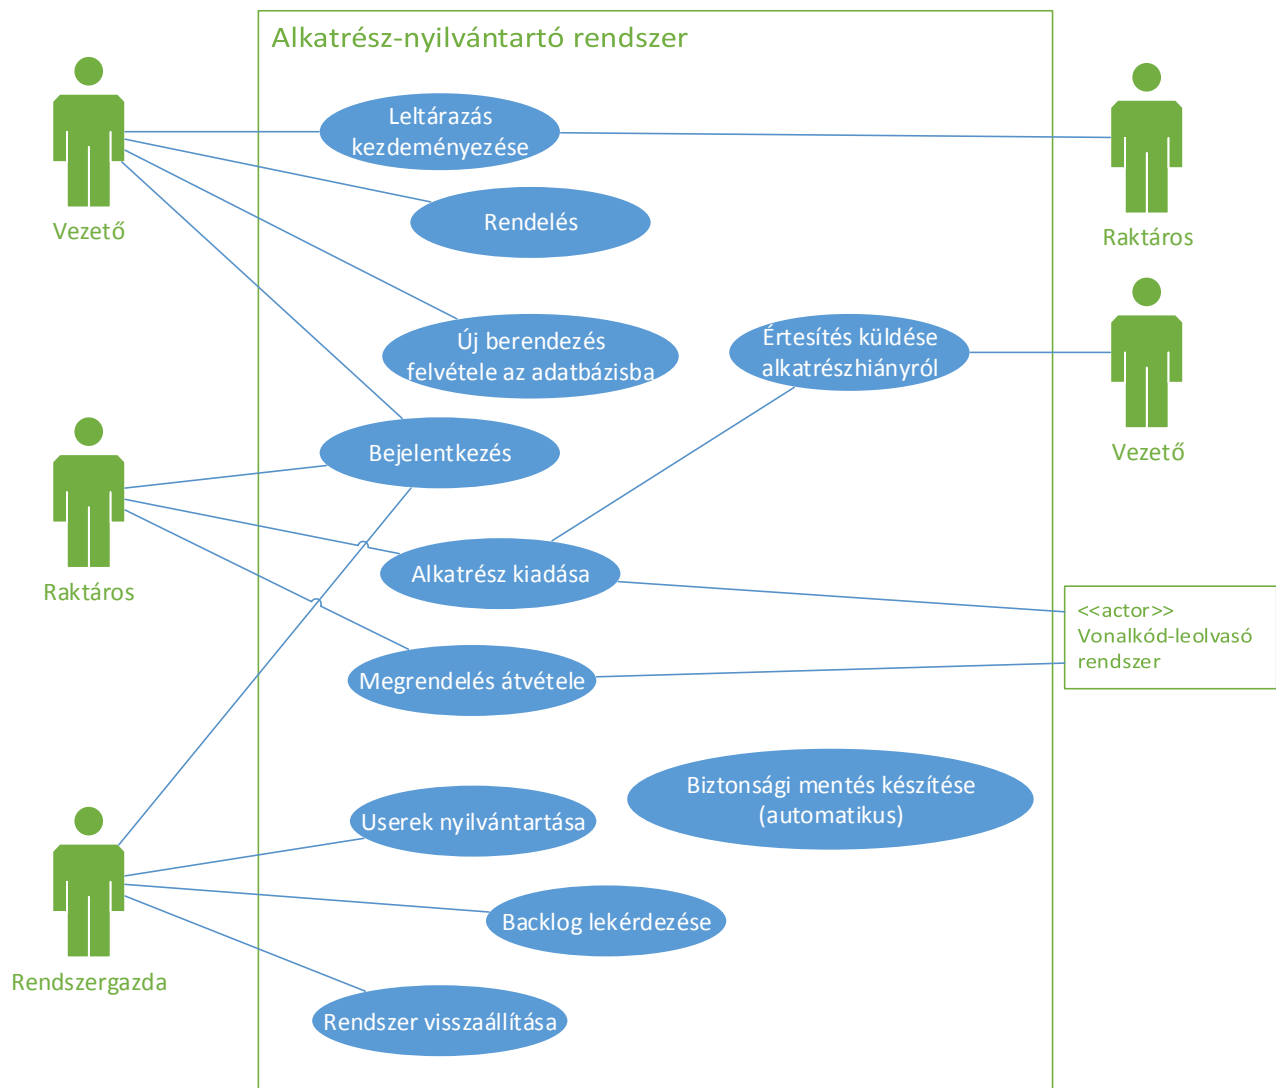 Alkatrész-nyilvántartó rendszer
Leltárazás
kezdeményezése
Vezető
Rendelés
Raktáros
Új berendezés
felvétele az adatbázisba
Értesítés küldése
alkatrészhiányról
Vezető
Bejelentkezés
Raktáros
Alkatrész kiadása
<<actor>>
Vonalkód-leolvasó
rendszer
Megrendelés átvétele
Biztonsági mentés készítése
(automatikus)
Userek nyilvántartása
Backlog lekérdezése
Rendszergazda
Rendszer visszaállítása